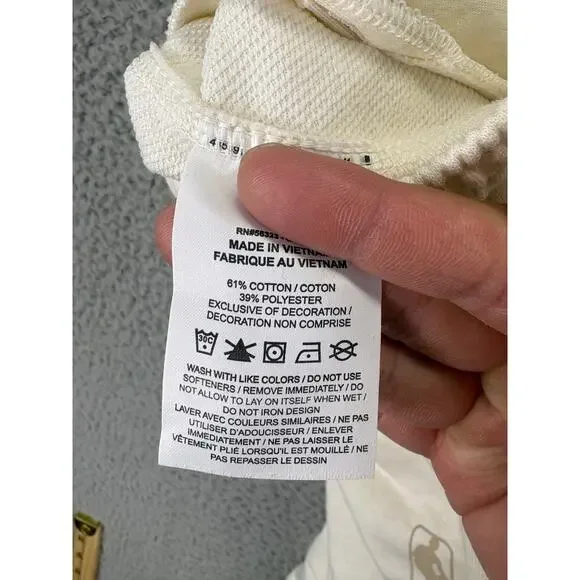 RN#56323
MADE IN VIETNAM
FABRIQUE AU VIETNAM
61% COTTON / COTON
39% POLYESTER
EXCLUSIVE OF DECORATION /
DECORATION NON COMPRISE
30C
WASH WITH LIKE COLORS / DO NOT USE
SOFTENERS / REMOVE IMMEDIATELY / DO
NOT ALLOW TO LAY ON ITSELF WHEN WET /
DO NOT IRON DESIGN
LAVER AVEC COULEURS SIMILAIRES / NE PAS
UTILISER D'ADOUCISSEUR / ENLEVER
IMMÉDIATEMENT / NE PAS LAISSER LE
VÊTEMENT PLIÉ LORSQU'IL EST MOUILLÉ / NE
PAS REPASSER LE DESSIN